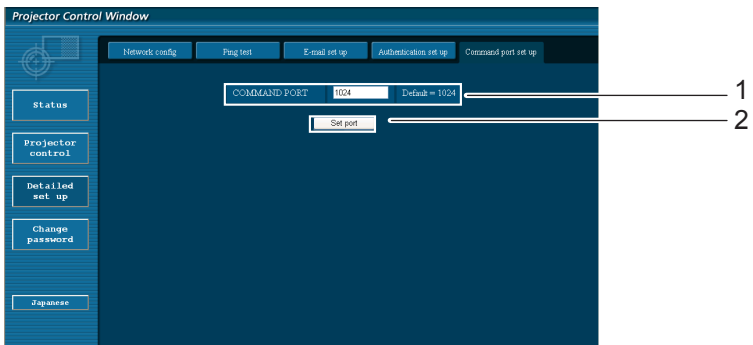 Projector Control Window
Network config
Ping test
E-mail set up
Authentication set up
Command port set up
COMMAND PORT
1024
Default = 1024
1
Set port
2
Status
Projector
control
Detailed
set up
Change
password
Japanese